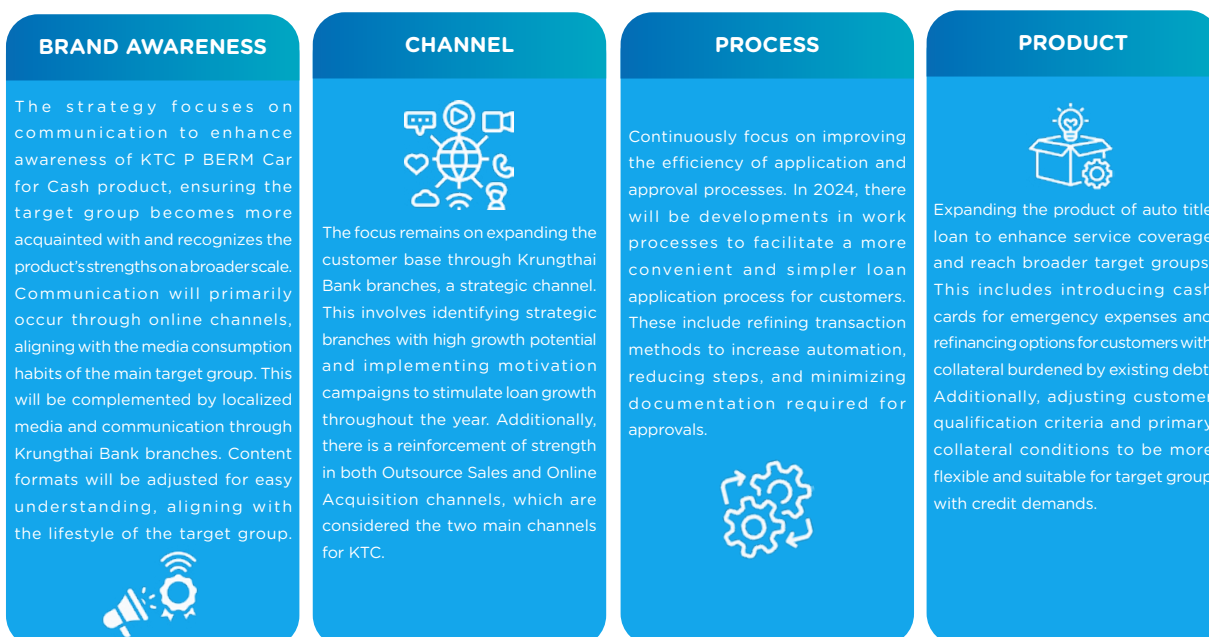 BRAND AWARENESS
The strategy focuses on
communication to enhance
awareness of KTC P BERM Car
for Cash product, ensuring the
target group becomes more
acquainted with and recognizes the
product's strengths on a broader scale.
Communication will primarily
occur through online channels,
aligning with the media consumption
habits of the main target group. This
will be complemented by localized
media and communication through
Krungthai Bank branches. Content
formats will be adjusted for easy
understanding, aligning with
the lifestyle of the target group.
CHANNEL
The focus remains on expanding the
customer base through Krungthai
Bank branches, a strategic channel.
This involves identifying strategic
branches with high growth potential
and implementing motivation
campaigns to stimulate loan growth
throughout the year. Additionally,
there is a reinforcement of strength
in both Outsource Sales and Online
Acquisition channels, which are
considered the two main channels
for KTC.
PROCESS
Continuously focus on improving
the efficiency of application and
approval processes. In 2024, there
will be developments in work
processes to facilitate a more
convenient and simpler loan
application process for customers.
These include refining transaction
methods to increase automation,
reducing steps, and minimizing
documentation required for
approvals.
PRODUCT
Expanding the product of auto title
loan to enhance service coverage
and reach broader target groups
This includes introducing cash
cards for emergency expenses and
refinancing options for customers with
collateral burdened by existing debt
Additionally, adjusting customer
qualification criteria and primary
collateral conditions to be more
flexible and suitable for target group
with credit demands.